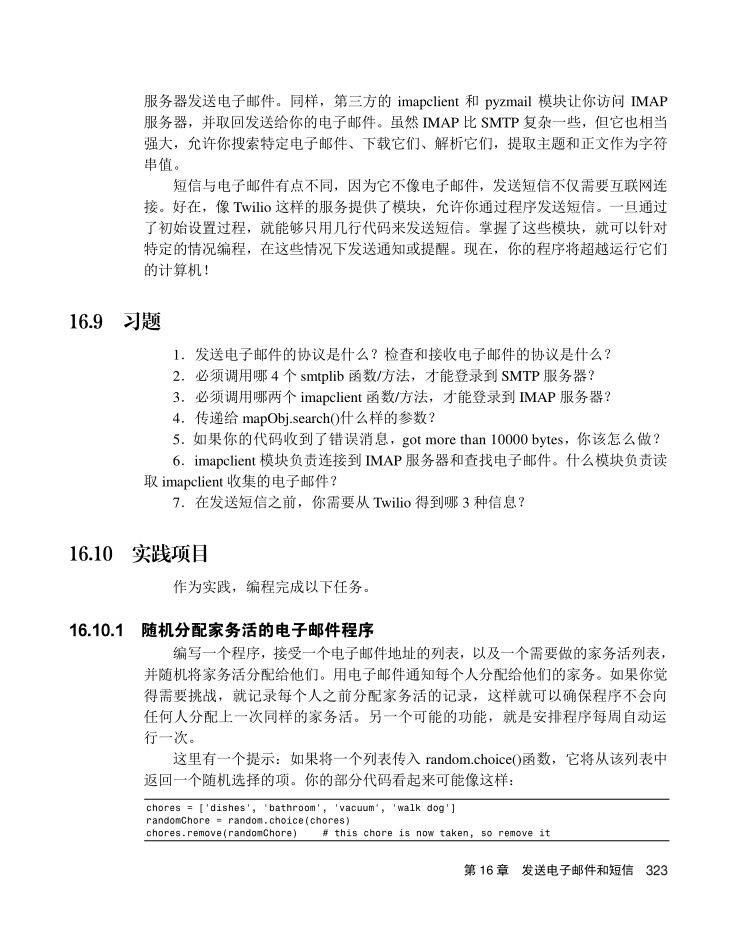 服务器发送电子邮件。同样，第三方的 imapclient 和 pyzmail 模块让你访问 IMAP
服务器，并取回发送给你的电子邮件。虽然 IMAP 比 SMTP 复杂一些，但它也相当
强大，允许你搜索特定电子邮件、下载它们、解析它们，提取主题和正文作为字符
串值。
短信与电子邮件有点不同，因为它不像电子邮件，发送短信不仅需要互联网连
接。好在，像 Twilio 这样的服务提供了模块，允许你通过程序发送短信。一旦通过
了初始设置过程，就能够只用几行代码来发送短信。掌握了这些模块，就可以针对
特定的情况编程，在这些情况下发送通知或提醒。现在，你的程序将超越运行它们
的计算机！
16.9 习题
1．发送电子邮件的协议是什么？检查和接收电子邮件的协议是什么？
2．必须调用哪 4 个 smtplib 函数/方法，才能登录到 SMTP 服务器？
3．必须调用哪两个 imapclient 函数/方法，才能登录到 IMAP 服务器？
4．传递给 mapObj.search()什么样的参数？
5．如果你的代码收到了错误消息，got more than 10000 bytes，你该怎么做？
6．imapclient 模块负责连接到 IMAP 服务器和查找电子邮件。什么模块负责读
取 imapclient 收集的电子邮件？
7．在发送短信之前，你需要从 Twilio 得到哪 3 种信息？
16.10 实践项目
作为实践，编程完成以下任务。
16.10.1 随机分配家务活的电子邮件程序
编写一个程序，接受一个电子邮件地址的列表，以及一个需要做的家务活列表，
并随机将家务活分配给他们。用电子邮件通知每个人分配给他们的家务。如果你觉
得需要挑战，就记录每个人之前分配家务活的记录，这样就可以确保程序不会向
任何人分配上一次同样的家务活。另一个可能的功能，就是安排程序每周自动运
行一次。
这里有一个提示：如果将一个列表传入 random.choice()函数，它将从该列表中
返回一个随机选择的项。你的部分代码看起来可能像这样：
chores = ['dishes', 'bathroom', 'vacuum', 'walk dog']
randomChore = random.choice(chores)
chores.remove(randomChore)    # this chore is now taken, so remove it
第 16 章 发送电子邮件和短信 323